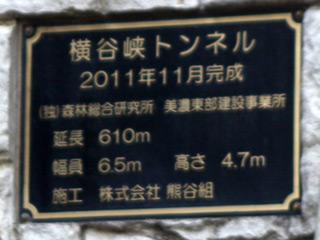 横谷峡トンネル
2011年11月完成
(独)森林総合研究所 美濃東部建設事業所
延長 610m
幅員 6.5m 高さ 4.7m
施工 株式会社 熊谷組